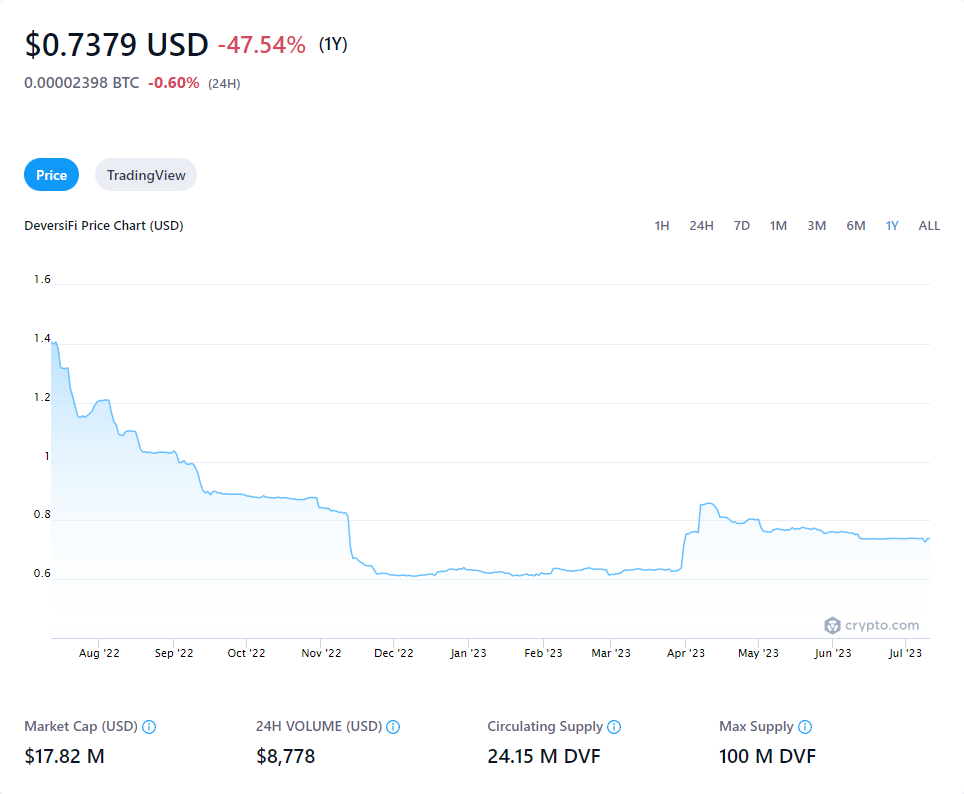 $0.7379 USD -47.54% (1Y)
0.00002398 BTC -0.60% (24H)
Price TradingView
DeversiFi Price Chart (USD) 1H 24H 7D 1M 3M 6M 1Y ALL
1.6
1.4
1.2
1
0.8
0.6
crypto.com
Aug '22 Sep '22 Oct '22 Nov '22 Dec '22 Jan '23 Feb '23 Mar '23 Apr '23 May '23 Jun '23 Jul '23
Market Cap (USD) 24H VOLUME (USD) Circulating Supply Max Supply
$17.82 M $8,778 24.15 M DVF 100 M DVF